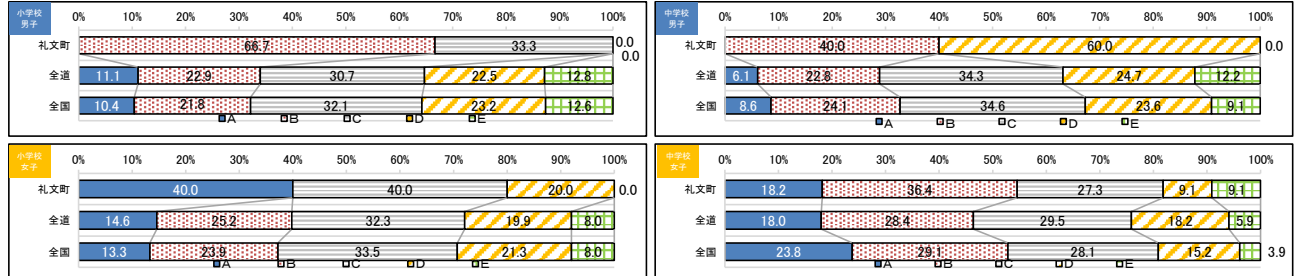 小学校
男子
0% 10% 20% 30% 40% 50% 60% 70% 80% 90% 100%
礼文町 66.7 33.3 0.0
0.0
全道 11.1 22.9 30.7 22.5 12.8
全国 10.4 21.8 32.1 23.2 12.6
A B C D E
中学校
男子
0% 10% 20% 30% 40% 50% 60% 70% 80% 90% 100%
礼文町 40.0 60.0 0.0
全道 6.1 22.8 34.3 24.7 12.2
全国 8.6 24.1 34.6 23.6 9.1
A B C D E
小学校
女子
0% 10% 20% 30% 40% 50% 60% 70% 80% 90% 100%
礼文町 40.0 40.0 20.0 0.0
全道 14.6 25.2 32.3 19.9 8.0
全国 13.3 23.9 33.5 21.3 8.0
A B C D E
中学校
女子
0% 10% 20% 30% 40% 50% 60% 70% 80% 90% 100%
礼文町 18.2 36.4 27.3 9.1 9.1
全道 18.0 28.4 29.5 18.2 5.9
全国 23.8 29.1 28.1 15.2 3.9
A B C D E